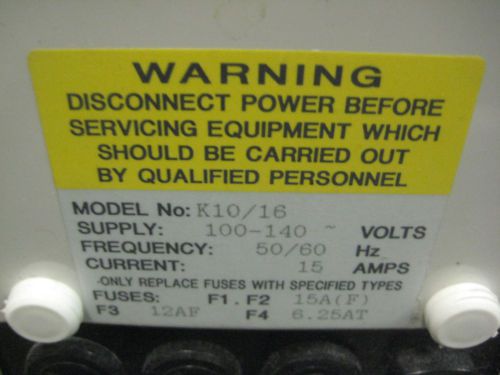 WARNING
DISCONNECT POWER BEFORE
SERVICING EQUIPMENT WHICH
SHOULD BE CARRIED OUT
BY QUALIFIED PERSONNEL
MODEL No: K10/16
SUPPLY: 100-140 ~ VOLTS
FREQUENCY: 50/60 Hz
CURRENT: 15 AMPS
·ONLY REPLACE FUSES WITH SPECIFIED TYPES
FUSES: F1.F2 15A(F)
F3 12AF F4 6.25AT